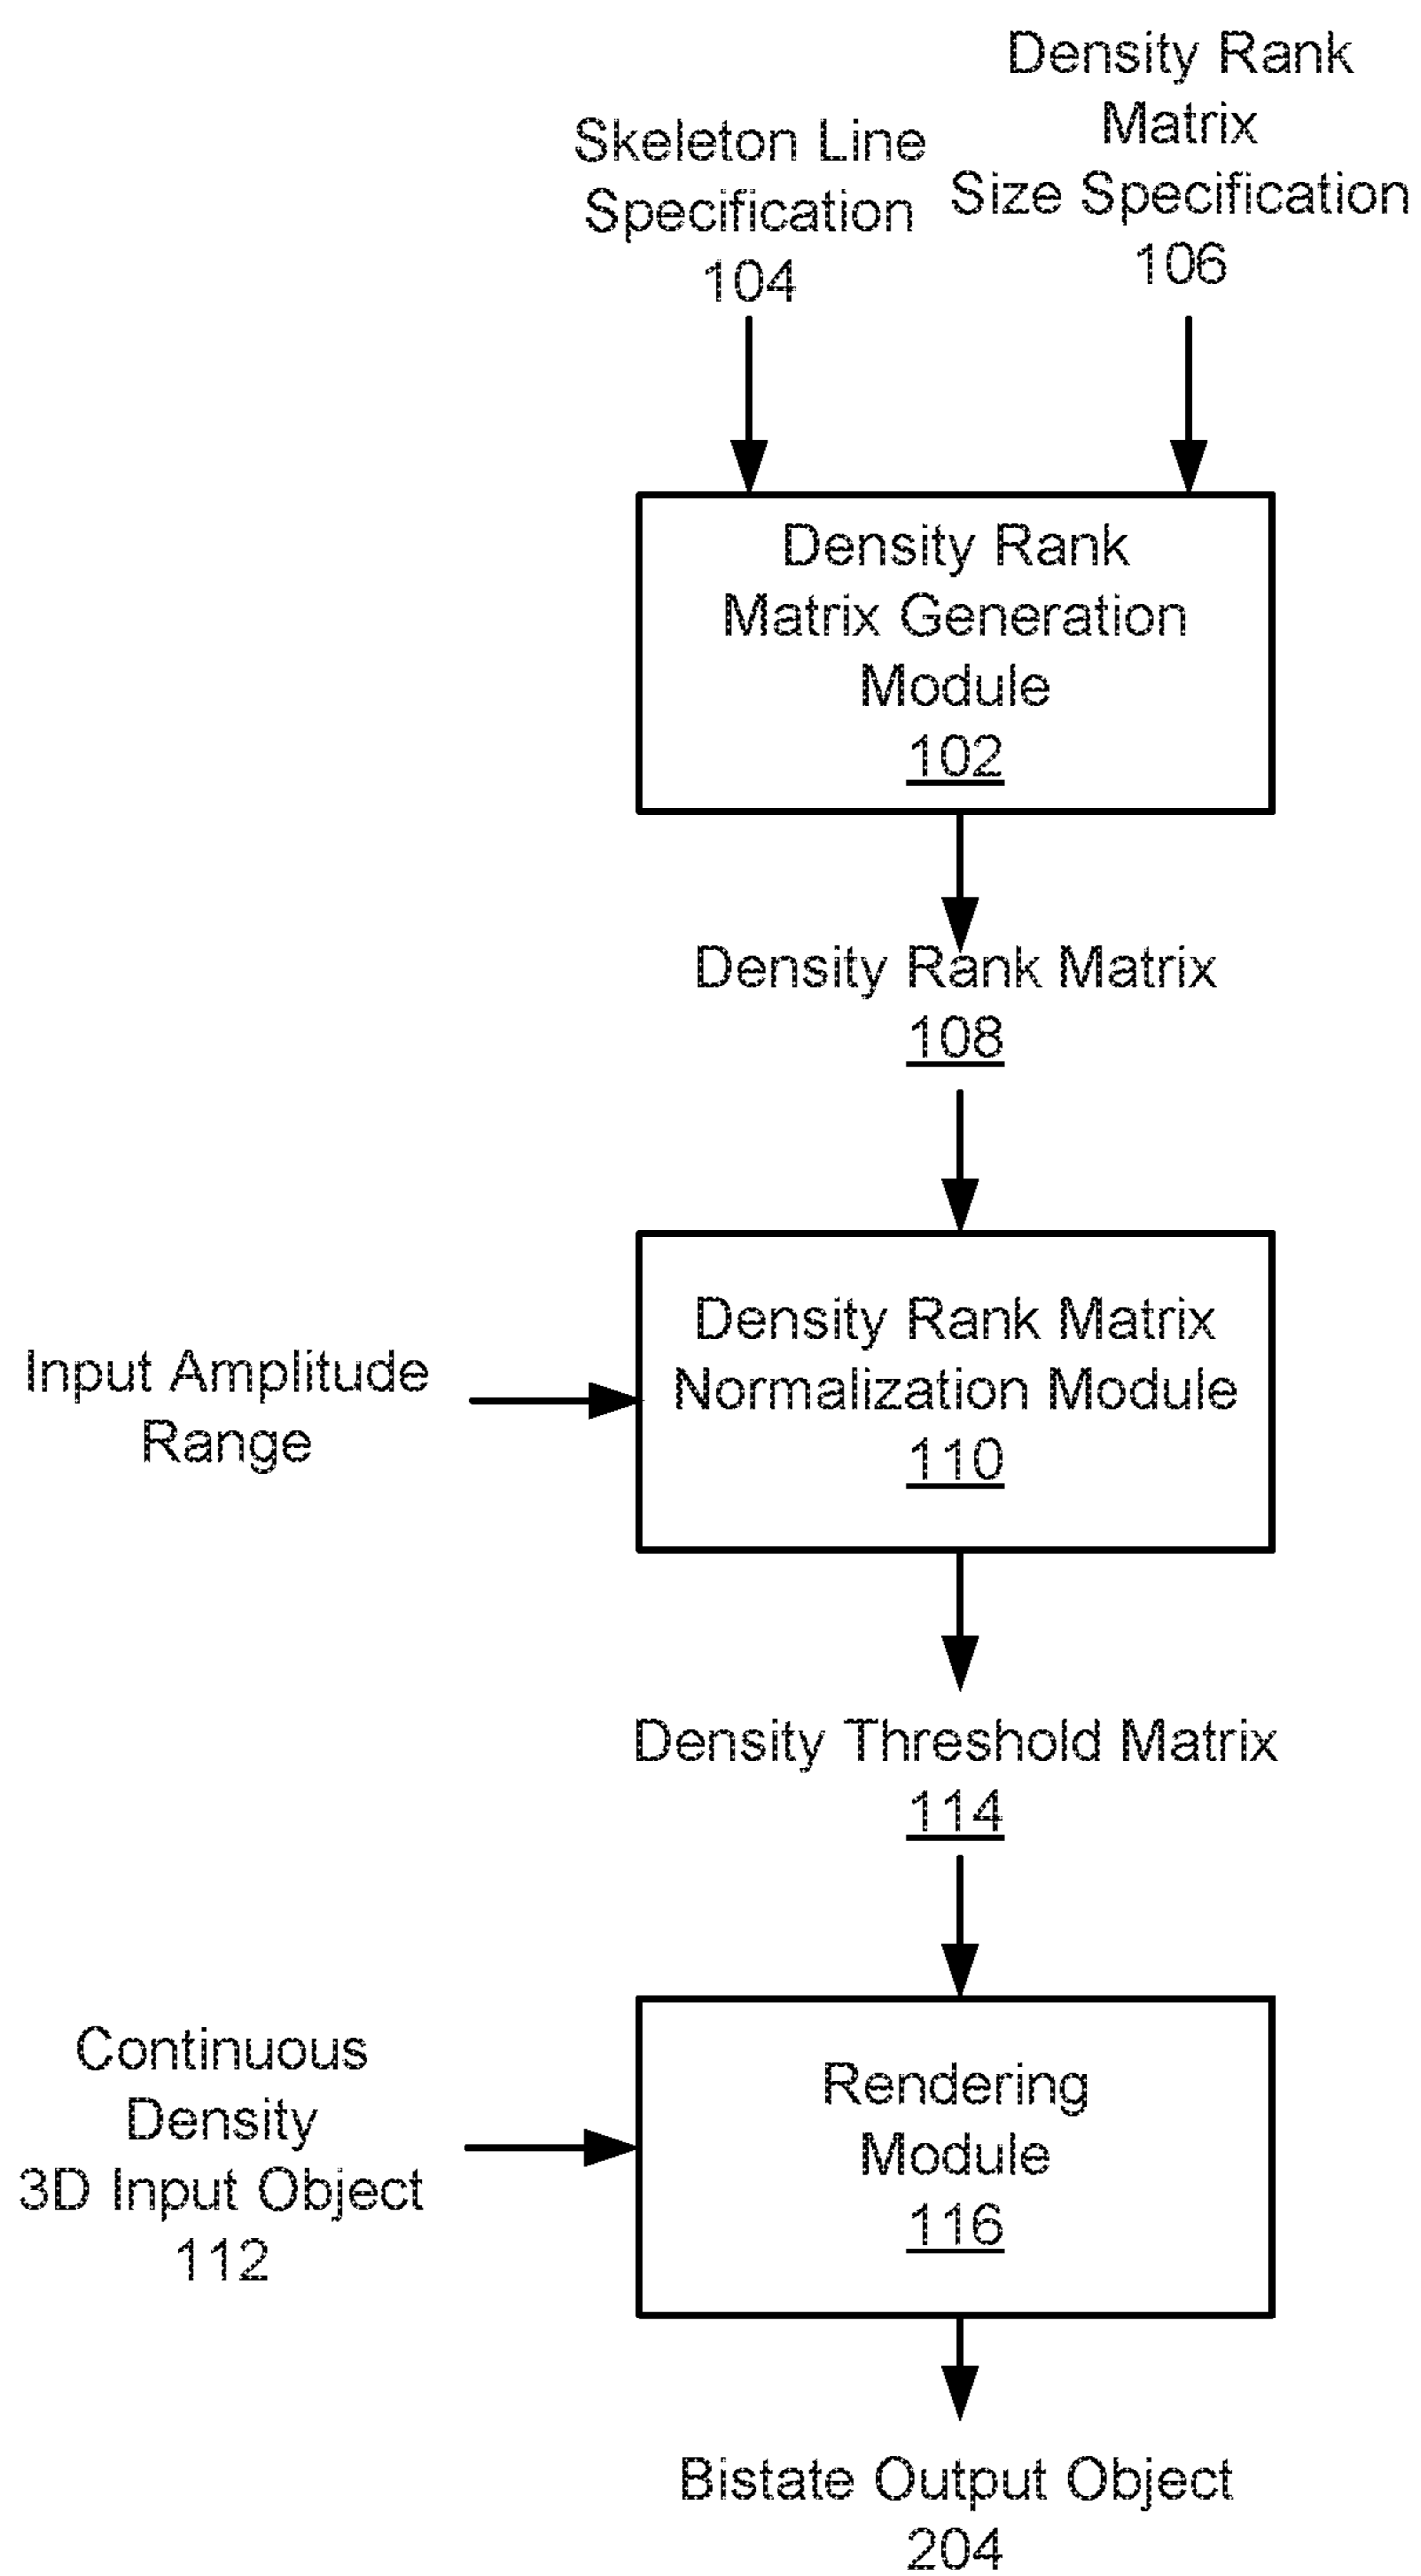 Density Rank
Matrix
Size Specification
106
Skeleton Line
Specification
104
Density Rank
Matrix Generation
Module
102
Density Rank Matrix
108
Input Amplitude
Range
Density Rank Matrix
Normalization Module
110
Density Threshold Matrix
114
Continuous
Density
3D Input Object
112
Rendering
Module
116
Bistate Output Object
204